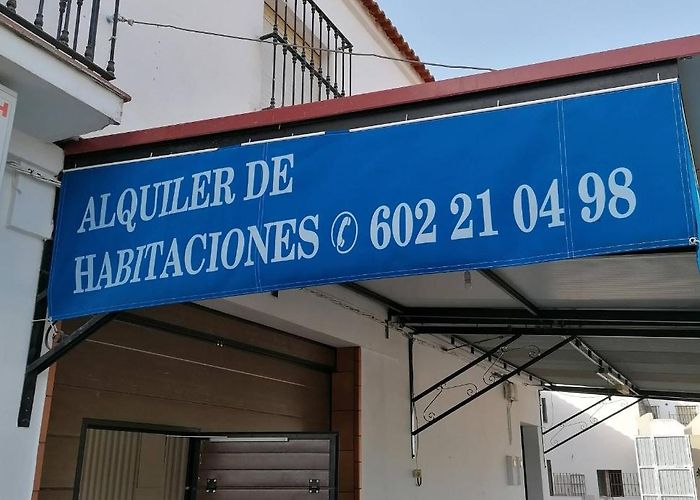 ALQUILER DE
HABITACIONES ✆ 602 21 04 98
H